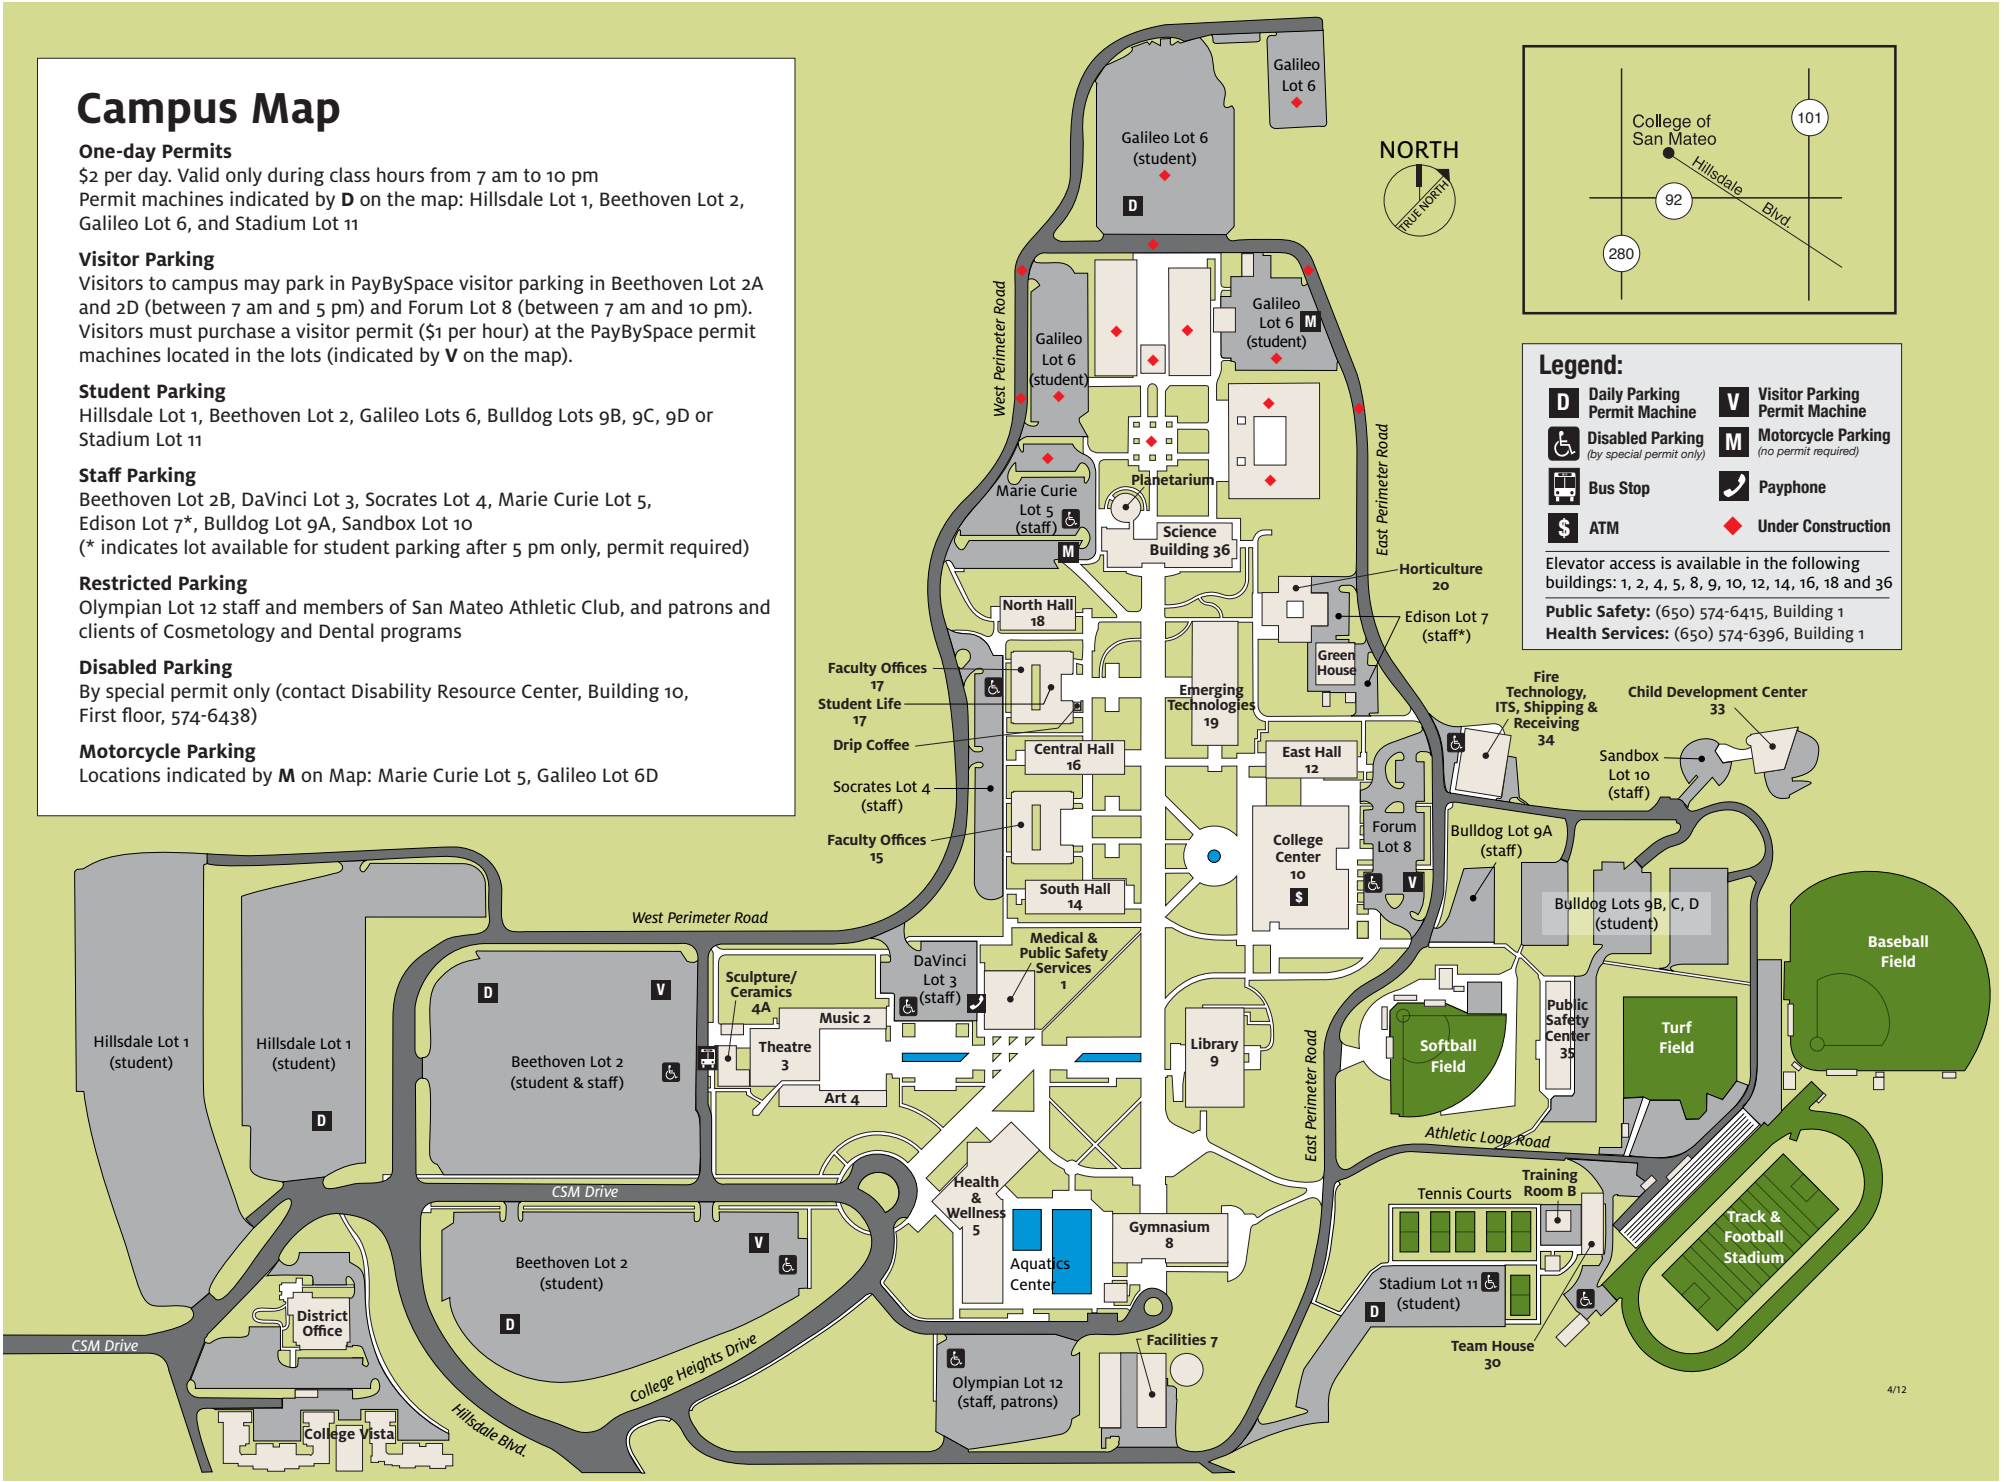 Campus Map
One-day Permits
$2 per day. Valid only during class hours from 7 am to 10 pm
Permit machines indicated by D on the map: Hillsdale Lot 1, Beethoven Lot 2,
Galileo Lot 6, and Stadium Lot 11
Visitor Parking
Visitors to campus may park in PayBySpace visitor parking in Beethoven Lot 2A
and 2D (between 7 am and 5 pm) and Forum Lot 8 (between 7 am and 10 pm).
Visitors must purchase a visitor permit ($1 per hour) at the PayBySpace permit
machines located in the lots (indicated by V on the map).
Student Parking
Hillsdale Lot 1, Beethoven Lot 2, Galileo Lots 6, Bulldog Lots 9B, 9C, 9D or
Stadium Lot 11
Staff Parking
Beethoven Lot 2B, DaVinci Lot 3, Socrates Lot 4, Marie Curie Lot 5,
Edison Lot 7*, Bulldog Lot 9A, Sandbox Lot 10
(* indicates lot available for student parking after 5 pm only, permit required)
Restricted Parking
Olympian Lot 12 staff and members of San Mateo Athletic Club, and patrons and
clients of Cosmetology and Dental programs
Disabled Parking
By special permit only (contact Disability Resource Center, Building 10,
First floor, 574-6438)
Motorcycle Parking
Locations indicated by M on Map: Marie Curie Lot 5, Galileo Lot 6D
Galileo
Lot 6
Galileo Lot 6
(student)
D
NORTH
TRUE NORTH
College of
San Mateo
Hillsdale
Blvd.
101
92
280
Legend:
D
Daily Parking
Permit Machine
V
Visitor Parking
Permit Machine
Disabled Parking
(by special permit only)
M
Motorcycle Parking
(no permit required)
Bus Stop
Payphone
$
ATM
Under Construction
Elevator access is available in the following
buildings: 1, 2, 4, 5, 8, 9, 10, 12, 14, 16, 18 and 36
Public Safety: (650) 574-6415, Building 1
Health Services: (650) 574-6396, Building 1
West Perimeter Road
Galileo
Lot 6
(student)
Galileo
Lot 6
(student)
M
East Perimeter Road
Marie Curie
Lot 5
(staff)
M
Planetarium
Science
Building 36
Horticulture
20
Edison Lot 7
(staff*)
Green
House
North Hall
18
Faculty Offices
17
Student Life
17
Drip Coffee
Emerging
Technologies
19
Central Hall
16
East Hall
12
Socrates Lot 4
(staff)
Faculty Offices
15
South Hall
14
College
Center
10
$
Forum
Lot 8
V
Fire
Technology,
ITS, Shipping &
Receiving
34
Child Development Center
33
Sandbox
Lot 10
(staff)
Bulldog Lot 9A
(staff)
Bulldog Lots 9B, C, D
(student)
Baseball
Field
West Perimeter Road
Medical &
Public Safety
Services
1
DaVinci
Lot 3
(staff)
Sculpture/
Ceramics
4A
Music 2
Theatre
3
Art 4
Library
9
Hillsdale Lot 1
(student)
Hillsdale Lot 1
(student)
D
D
V
Beethoven Lot 2
(student & staff)
East Perimeter Road
Softball
Field
Public
Safety
Center
35
Turf
Field
Athletic Loop Road
CSM Drive
Health
&
Wellness
5
Gymnasium
8
Aquatics
Center
Tennis Courts
Training
Room B
Track &
Football
Stadium
V
Beethoven Lot 2
(student)
D
Stadium Lot 11
(student)
D
Team House
30
District
Office
CSM Drive
College Heights Drive
Hillsdale Blvd.
College Vista
Facilities 7
Olympian Lot 12
(staff, patrons)
4/12